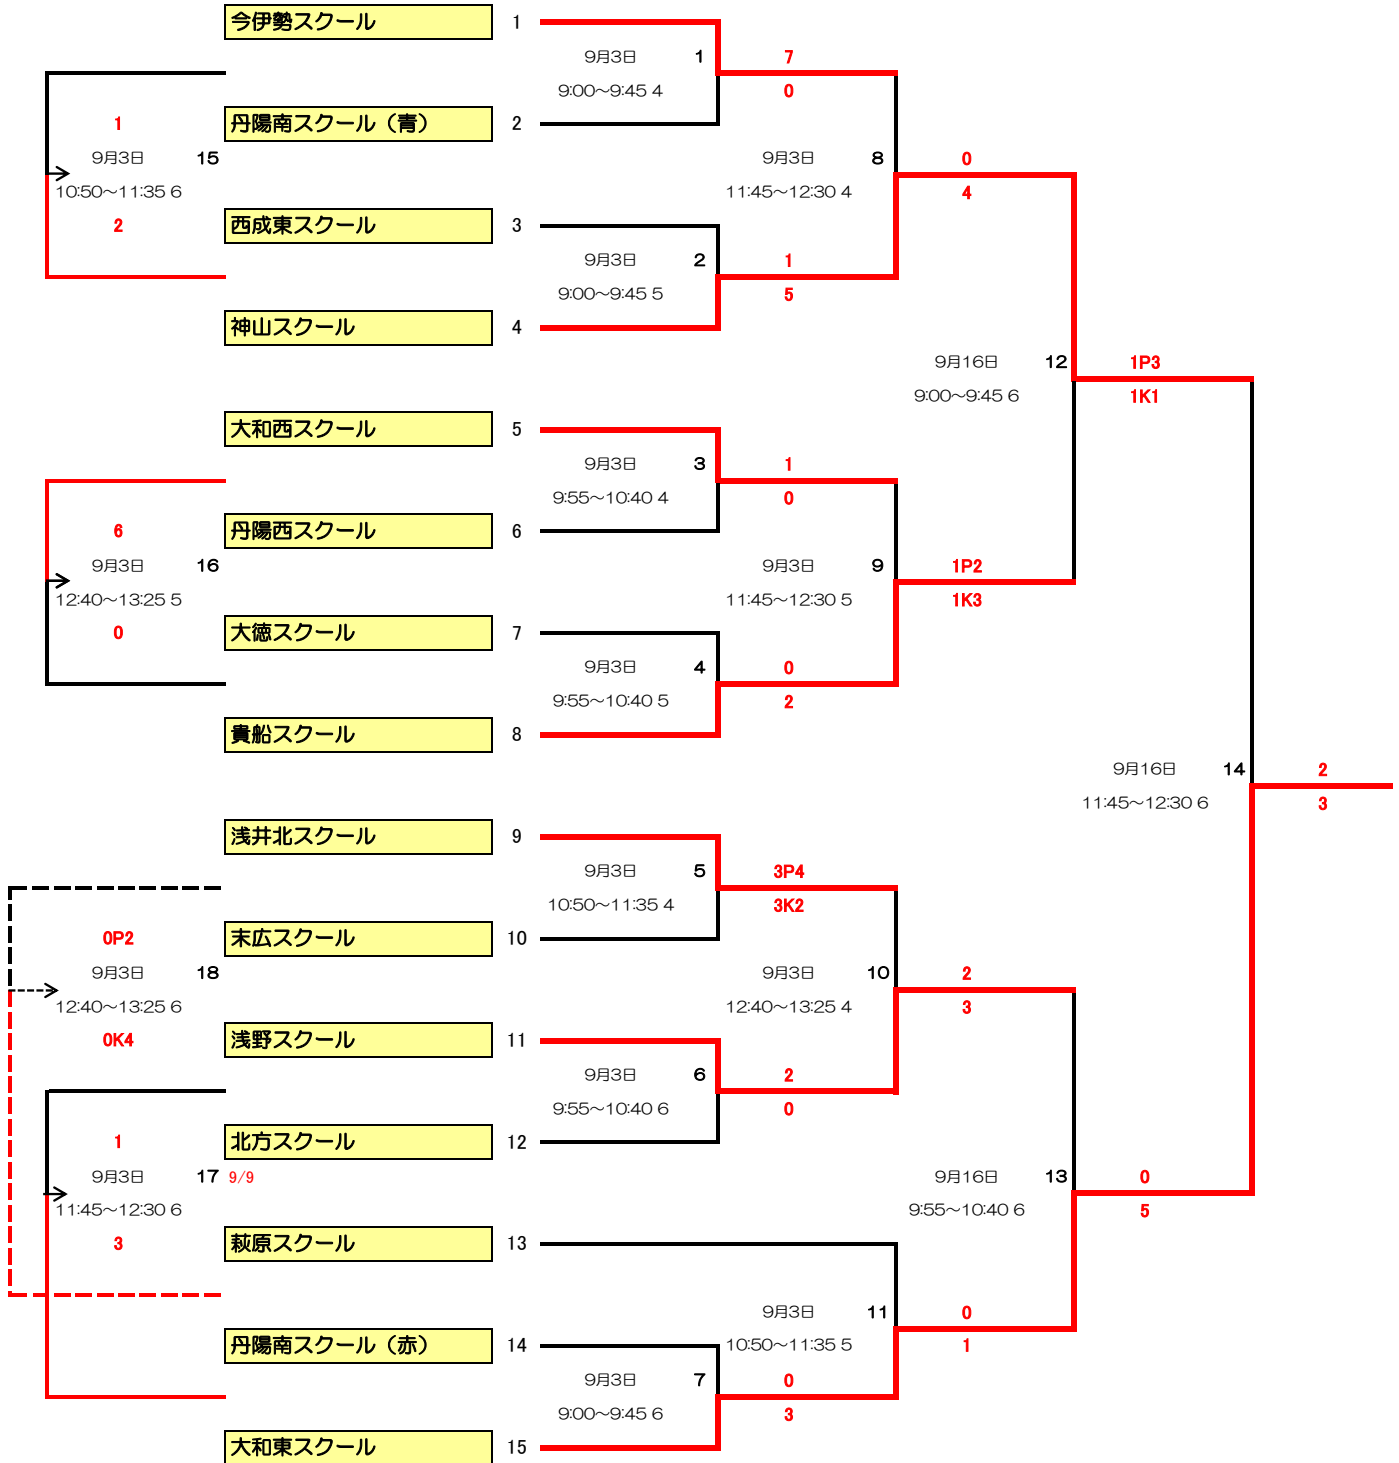 今伊勢スクール 1
9月3日 1 7
9:00～9:45 4 0
1 丹陽南スクール（青） 2
9月3日 15 9月3日 8 0
10:50～11:35 6 11:45～12:30 4 4
2 西成東スクール 3
9月3日 2 1
9:00～9:45 5 5
神山スクール 4
9月16日 12 1P3
9:00～9:45 6 1K1
大和西スクール 5
9月3日 3 1
9:55～10:40 4 0
6 丹陽西スクール 6
9月3日 16 9月3日 9 1P2
12:40～13:25 5 11:45～12:30 5 1K3
0 大徳スクール 7
9月3日 4 0
9:55～10:40 5 2
貴船スクール 8
9月16日 14 2
11:45～12:30 6 3
浅井北スクール 9
9月3日 5 3P4
10:50～11:35 4 3K2
0P2 末広スクール 10
9月3日 18 9月3日 10 2
12:40～13:25 6 12:40～13:25 4 3
0K4 浅野スクール 11
9月3日 6 2
9:55～10:40 6 0
1 北方スクール 12
9月3日 17 9/9 9月16日 13 0
11:45～12:30 6 9:55～10:40 6 5
3 萩原スクール 13
9月3日 11 0
丹陽南スクール（赤） 14 10:50～11:35 5 1
9月3日 7 0
9:00～9:45 6 3
大和東スクール 15